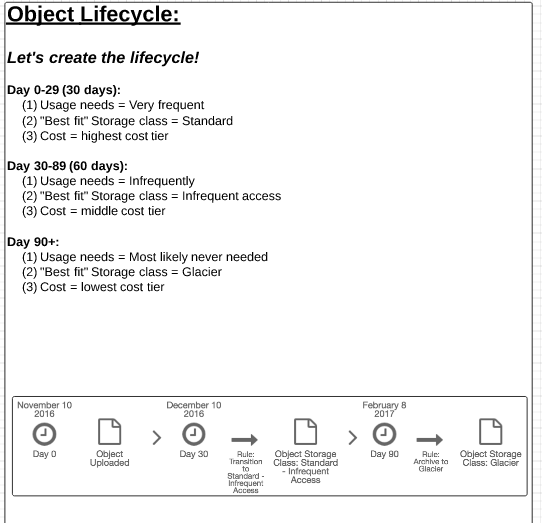 Object Lifecycle:
Let's create the lifecycle!
Day 0-29 (30 days):
(1) Usage needs = Very frequent
(2) "Best fit" Storage class = Standard
(3) Cost = highest cost tier
Day 30-89 (60 days):
(1) Usage needs = Infrequently
(2) "Best fit" Storage class = Infrequent access
(3) Cost = middle cost tier
Day 90+:
(1) Usage needs = Most likely never needed
(2) "Best fit" Storage class = Glacier
(3) Cost = lowest cost tier
November 10
2016
Day 0
Object
Uploaded
December 10
2016
Day 30
Rule:
Transition
to
Standard -
Infrequent
Access
Object Storage
Class: Standard
- Infrequent
Access
February 8
2017
Day 90
Rule:
Archive to
Glacier
Object Storage
Class: Glacier